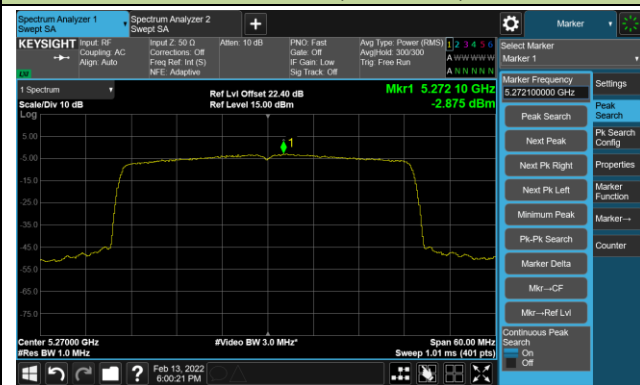 Spectrum Analyzer 1
Swept SA
Spectrum Analyzer 2
Swept SA
+
Marker
KEYSIGHT
Input: RF
Coupling: AC
Align: Auto
Input Z: 50 Ω
Corrections: Off
Freq Ref: Int (S)
NFE: Adaptive
Atten: 10 dB
PNO: Fast
Gate: Off
IF Gain: Low
Sig Track: Off
Avg Type: Power (RMS)
Avg|Hold: 300/300
Trig: Free Run
1 2 3 4 5 6
A W W W W W
A N N N N N
Select Marker
Marker 1
LXI
1 Spectrum
Scale/Div 10 dB
Log
Ref Lvl Offset 22.40 dB
Ref Level 15.00 dBm
Mkr1 5.272 10 GHz
-2.875 dBm
5.00
-5.00
-15.0
-25.0
-35.0
-45.0
-55.0
-65.0
-75.0
1
Center 5.27000 GHz
#Res BW 1.0 MHz
#Video BW 3.0 MHz*
Span 60.00 MHz
Sweep 1.01 ms (401 pts)
Marker Frequency
5.272100000 GHz
Peak Search
Next Peak
Next Pk Right
Next Pk Left
Minimum Peak
Pk-Pk Search
Marker Delta
Mkr→CF
Mkr→Ref Lvl
Continuous Peak
Search
On
Off
Settings
Peak
Search
Pk Search
Config
Properties
Marker
Function
Marker→
Counter
?
Feb 13, 2022
6:00:21 PM